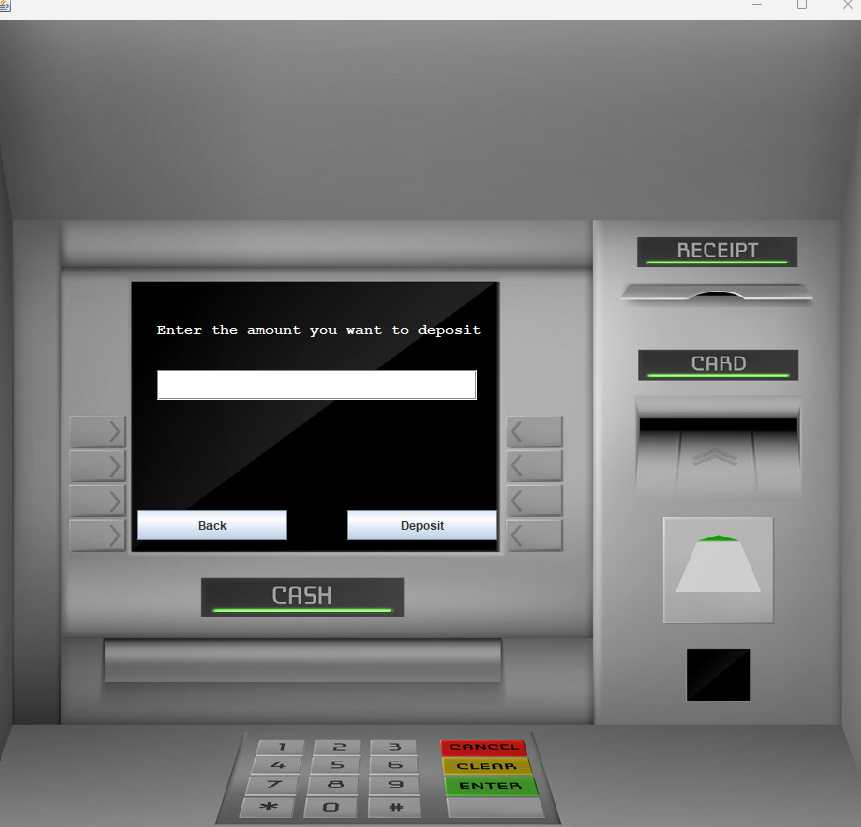 RECEIPT
Enter the amount you want to deposit
CARD
Back
Deposit
CASH
1 2 3 CANCEL
4 5 6 CLEAR
7 8 9 ENTER
* 0 #